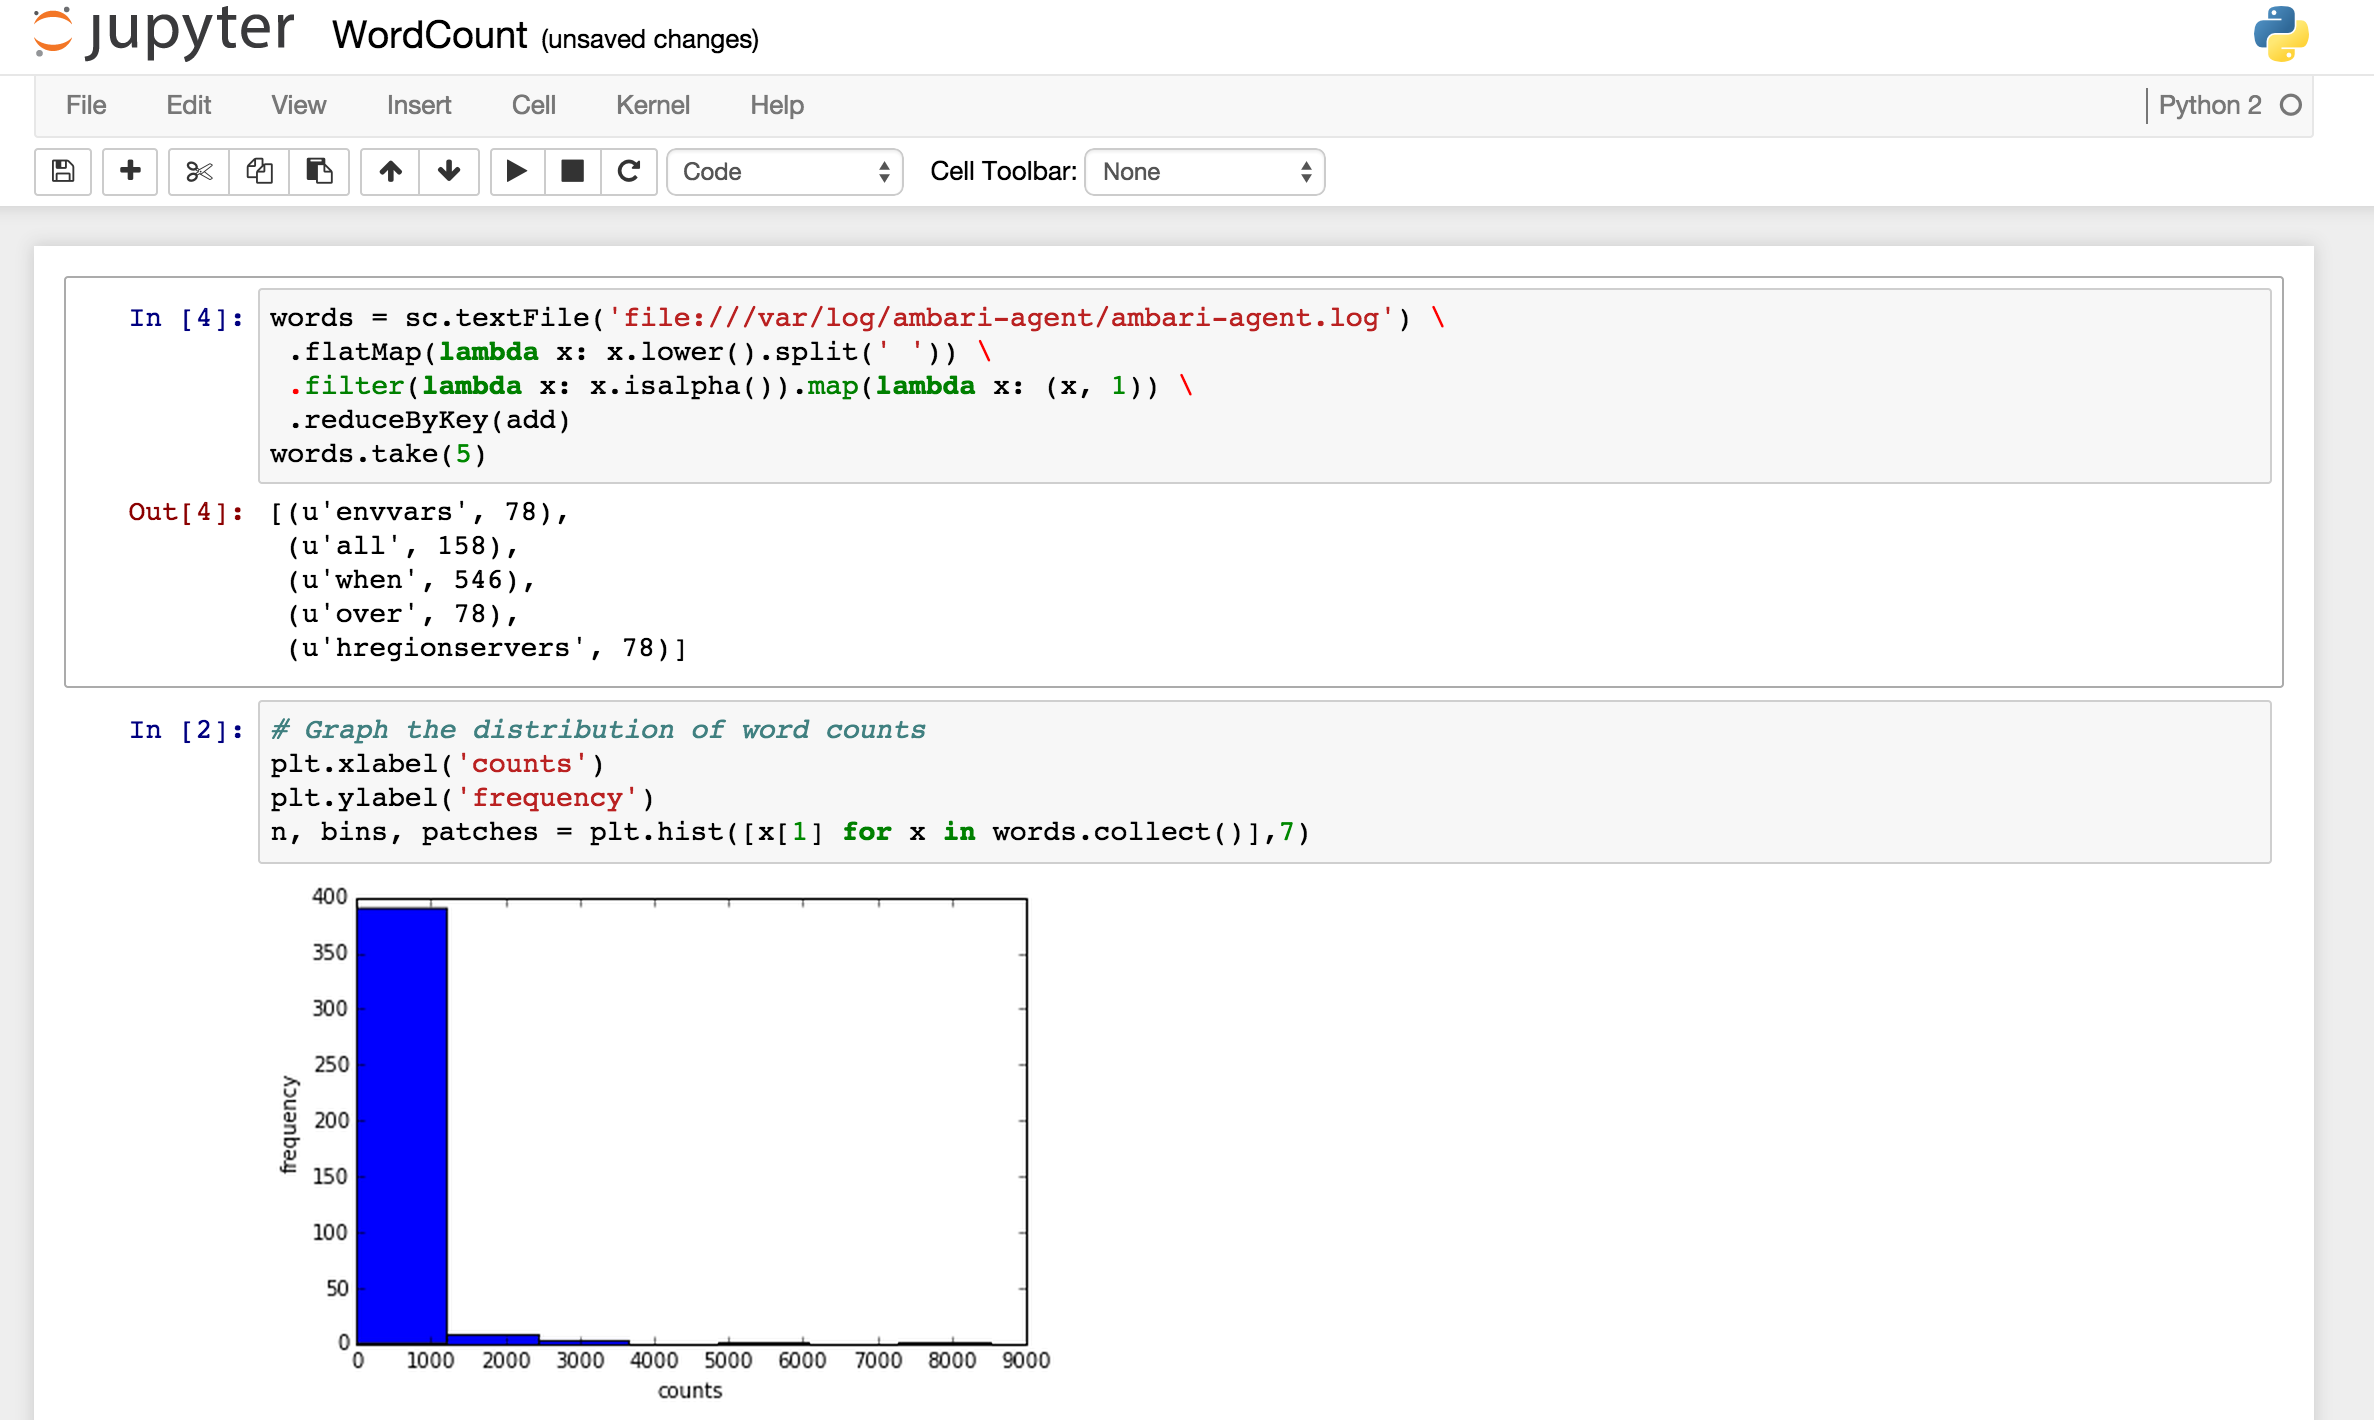 jupyter WordCount (unsaved changes)
File Edit View Insert Cell Kernel Help Python 2
Code Cell Toolbar: None
In [4]: words = sc.textFile('file:///var/log/ambari-agent/ambari-agent.log') \
.flatMap(lambda x: x.lower().split(' ')) \
.filter(lambda x: x.isalpha()).map(lambda x: (x, 1)) \
.reduceByKey(add)
words.take(5)
Out[4]: [(u'envvars', 78),
(u'all', 158),
(u'when', 546),
(u'over', 78),
(u'hregionservers', 78)]
In [2]: # Graph the distribution of word counts
plt.xlabel('counts')
plt.ylabel('frequency')
n, bins, patches = plt.hist([x[1] for x in words.collect()],7)
400
350
300
250
200
150
100
50
0
frequency
0 1000 2000 3000 4000 5000 6000 7000 8000 9000
counts